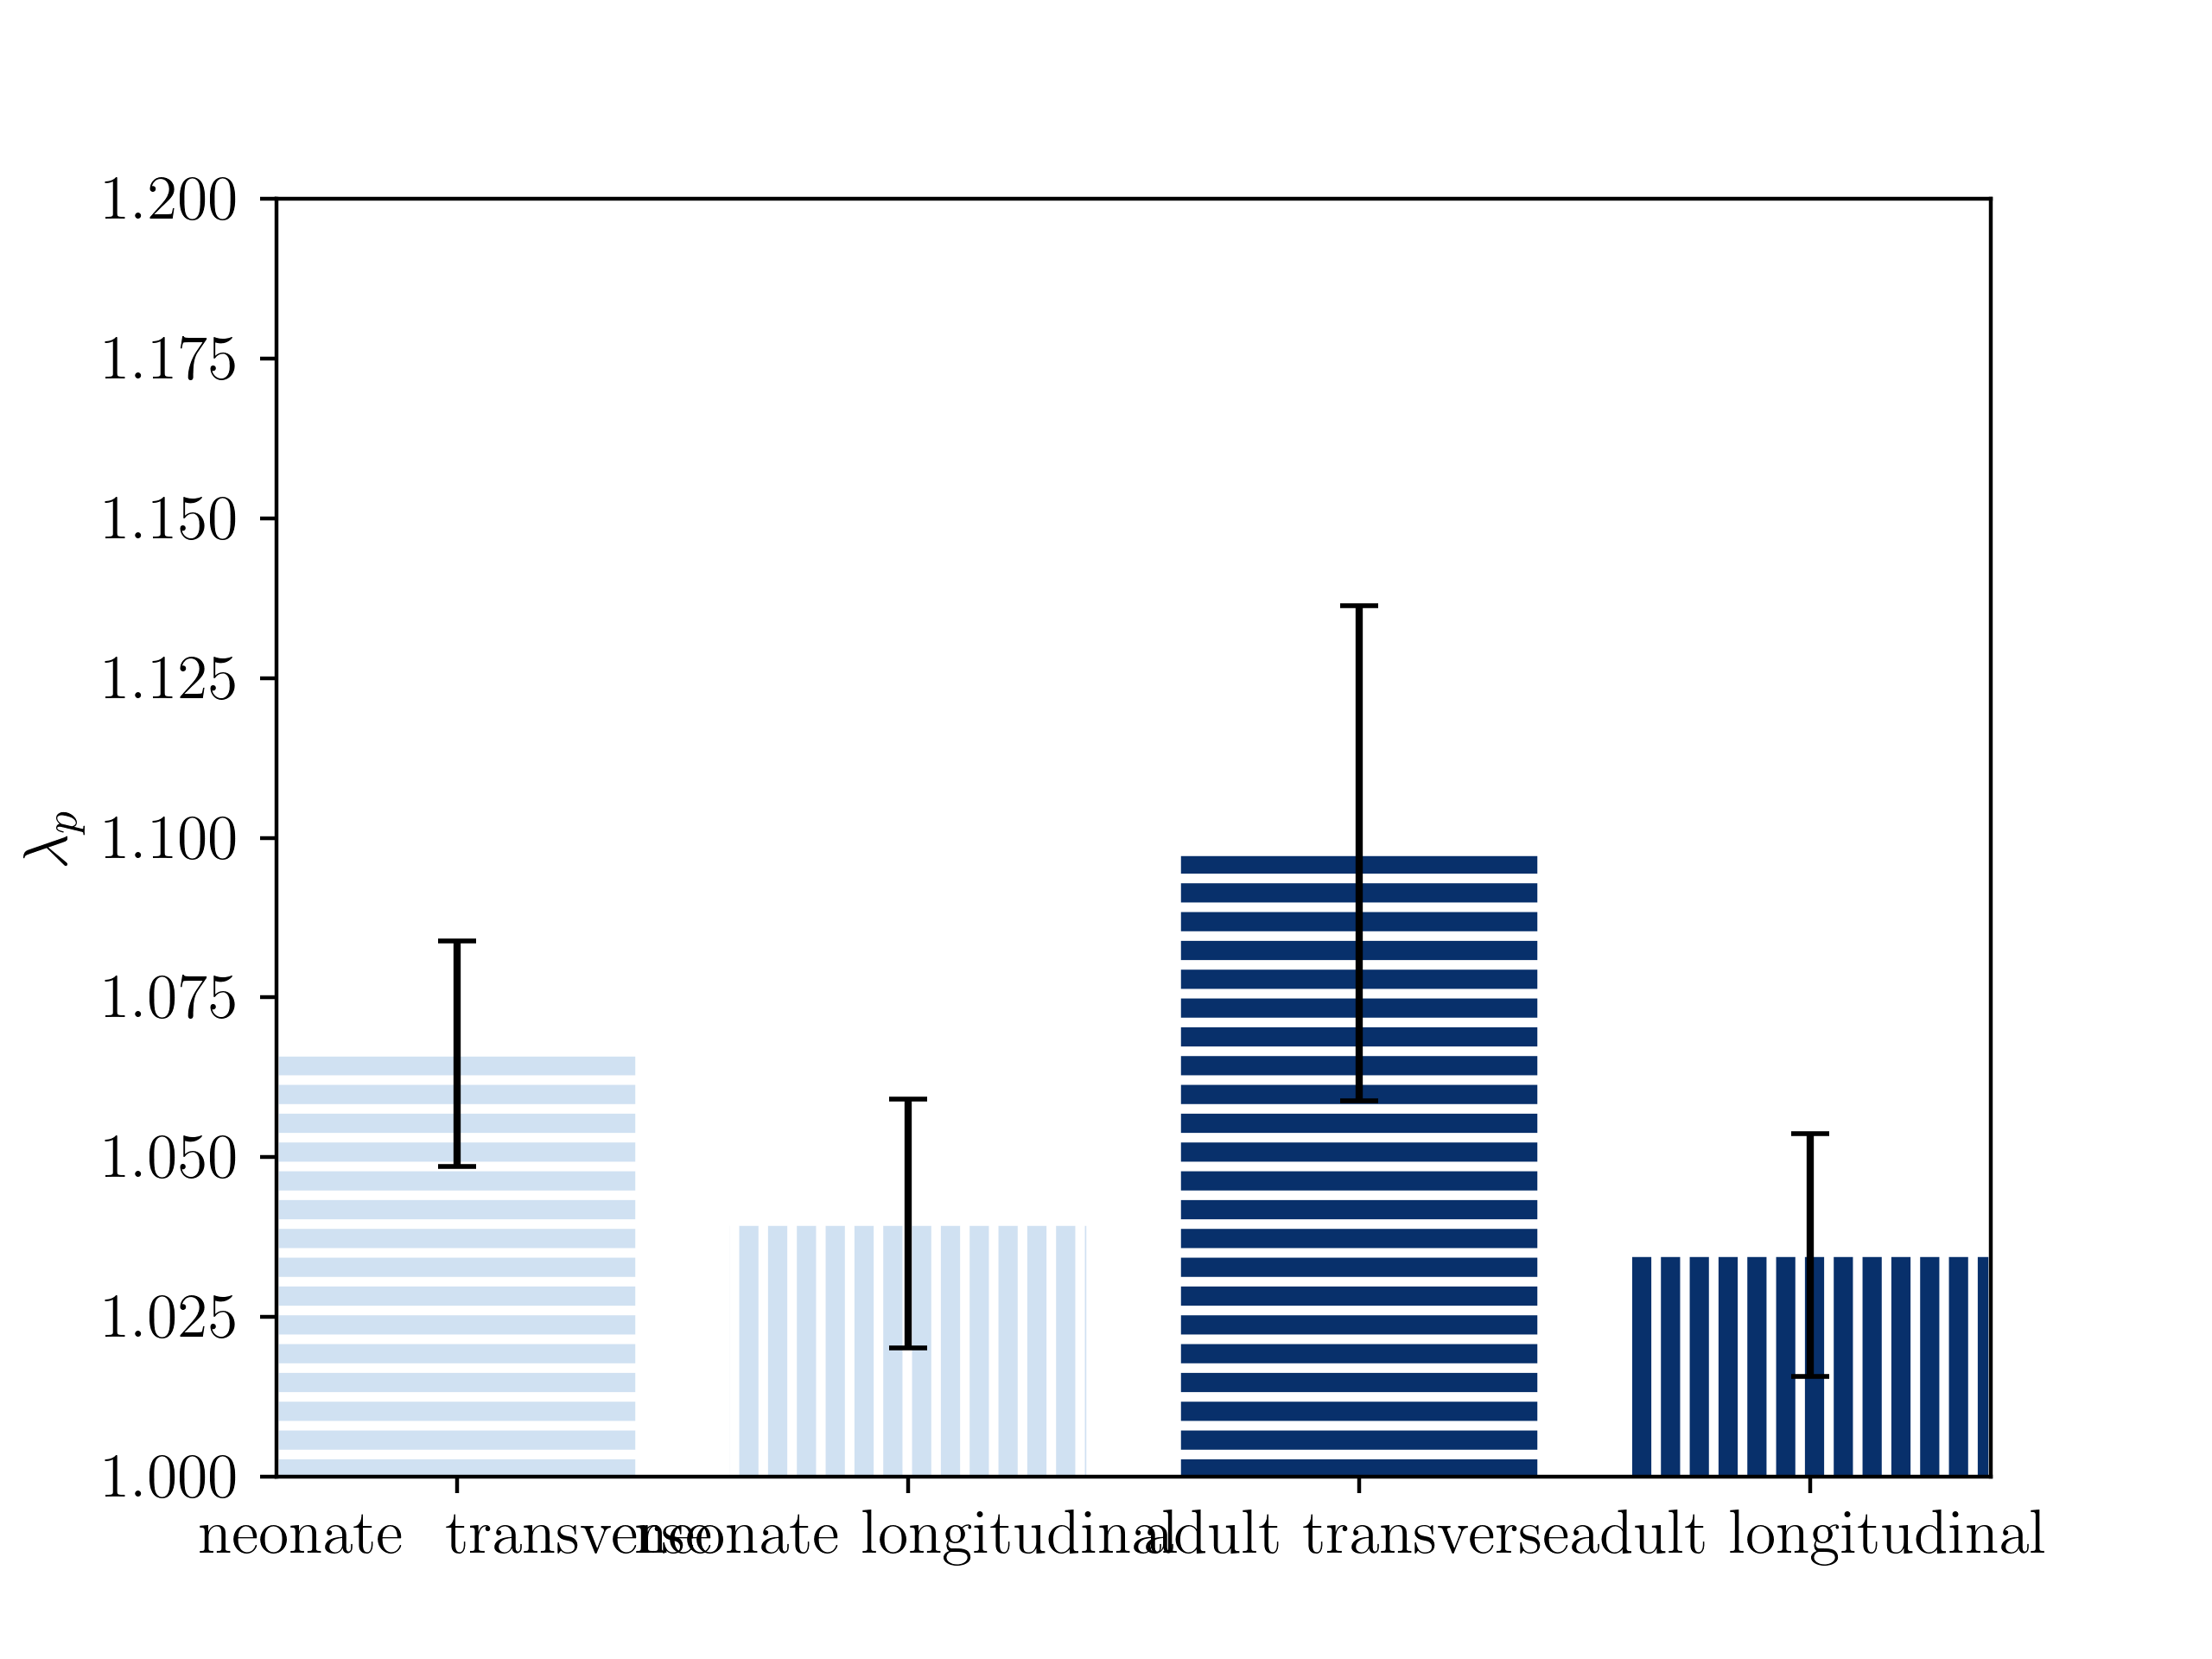 1.200
1.175
1.150
1.125
1.100
1.075
1.050
1.025
1.000
λp
neonate transverse
neonate longitudinal
adult transverse
adult longitudinal